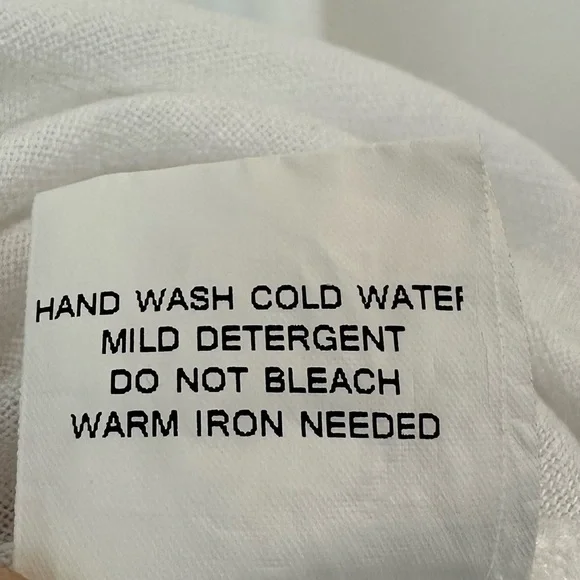 HAND WASH COLD WATER
MILD DETERGENT
DO NOT BLEACH
WARM IRON NEEDED